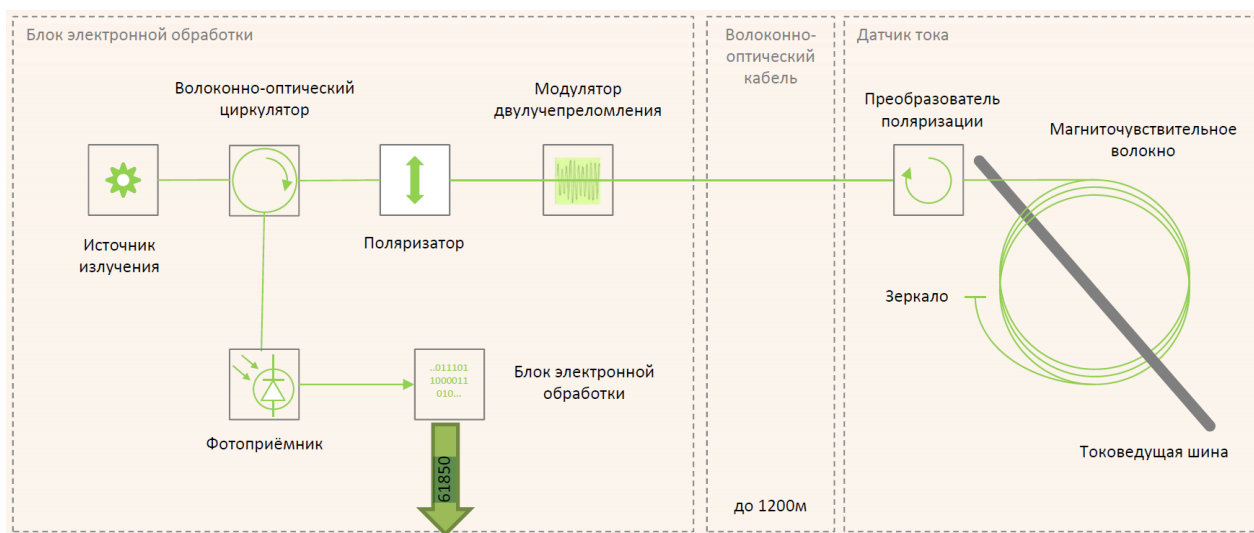 Блок электронной обработки
Волоконно-
оптический
кабель
Датчик тока
Волоконно-оптический
циркулятор
Модулятор
двулучепреломления
Преобразователь
поляризации
Магниточувствительное
волокно
Источник
излучения
Поляризатор
Зеркало
..011101
1000011
010...
Блок электронной
обработки
Фотоприёмник
Токоведущая шина
61850
до 1200м